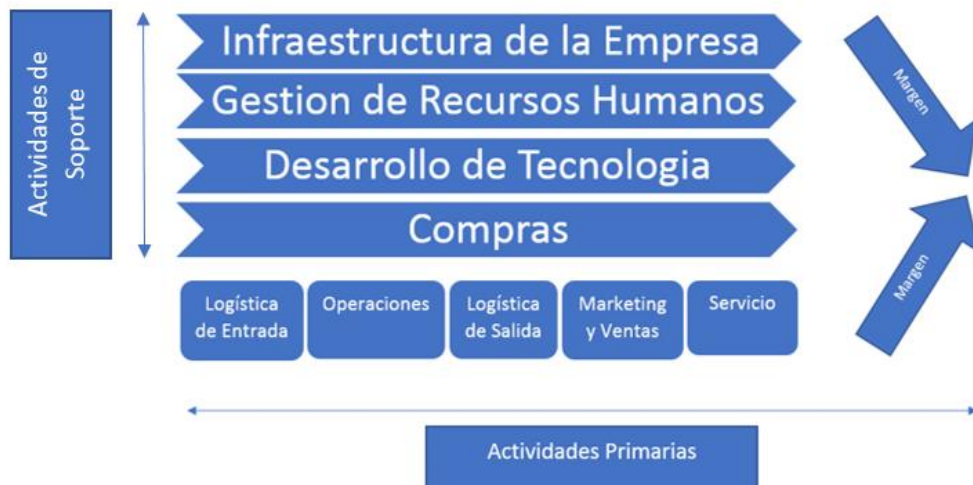 Actividades de
Soporte
Infraestructura de la Empresa
Gestion de Recursos Humanos
Desarrollo de Tecnologia
Compras
Logística
de Entrada
Operaciones
Logística
de Salida
Marketing
y Ventas
Servicio
Margen
Margen
Actividades Primarias